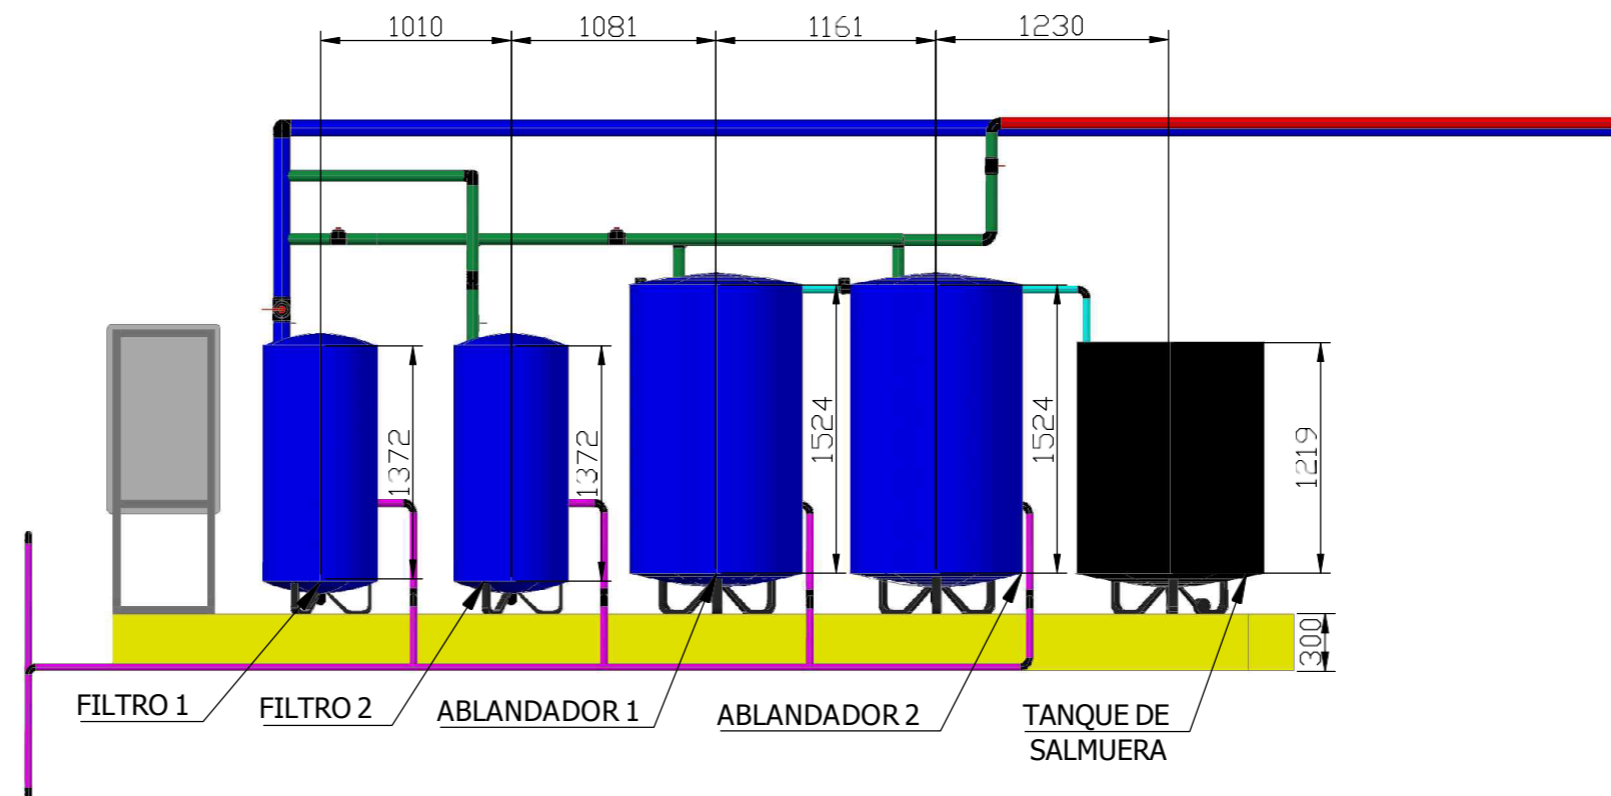 1010
1081
1161
1230
1372
1372
1524
1524
1219
300
FILTRO 1
FILTRO 2
ABLANDADOR 1
ABLANDADOR 2
TANQUE DE
SALMUERA